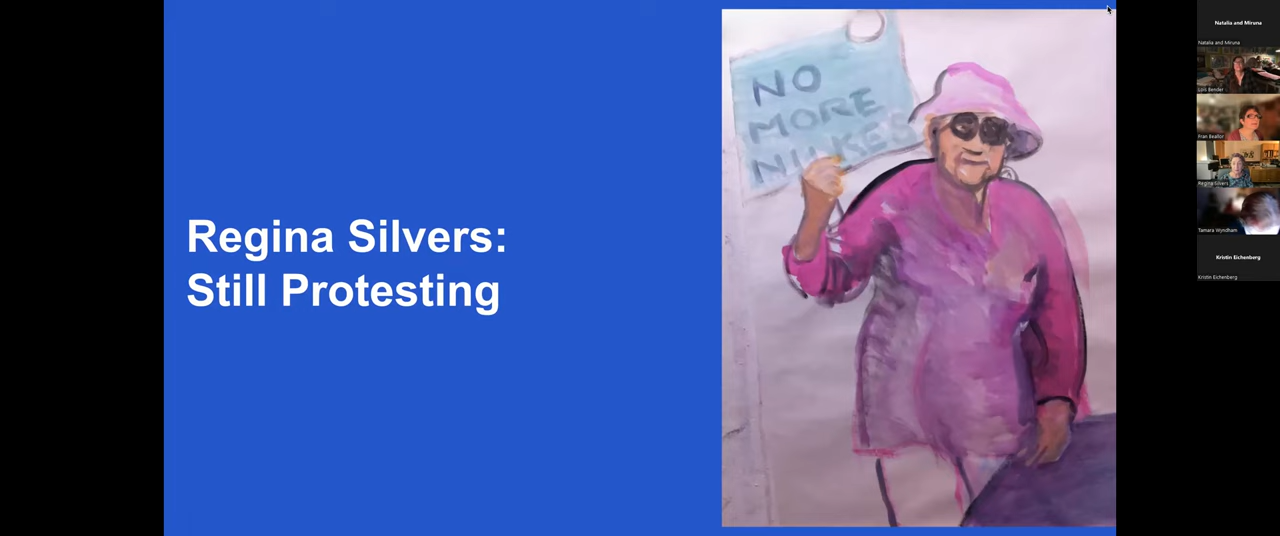 Regina Silvers:
Still Protesting
NO
MORE
NUKES
Natalia and Miruna
Natalia and Miruna
Lois Bender
Fran Beallor
Regina Silvers
Tamara Wyndham
Kristin Eichenberg
Kristin Eichenberg